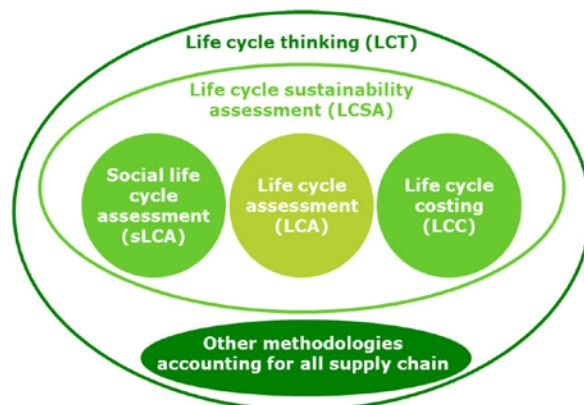 Life cycle thinking (LCT)
Life cycle sustainability
assessment (LCSA)
Social life
cycle
assessment
(sLCA)
Life cycle
assessment
(LCA)
Life cycle
costing
(LCC)
Other methodologies
accounting for all supply chain